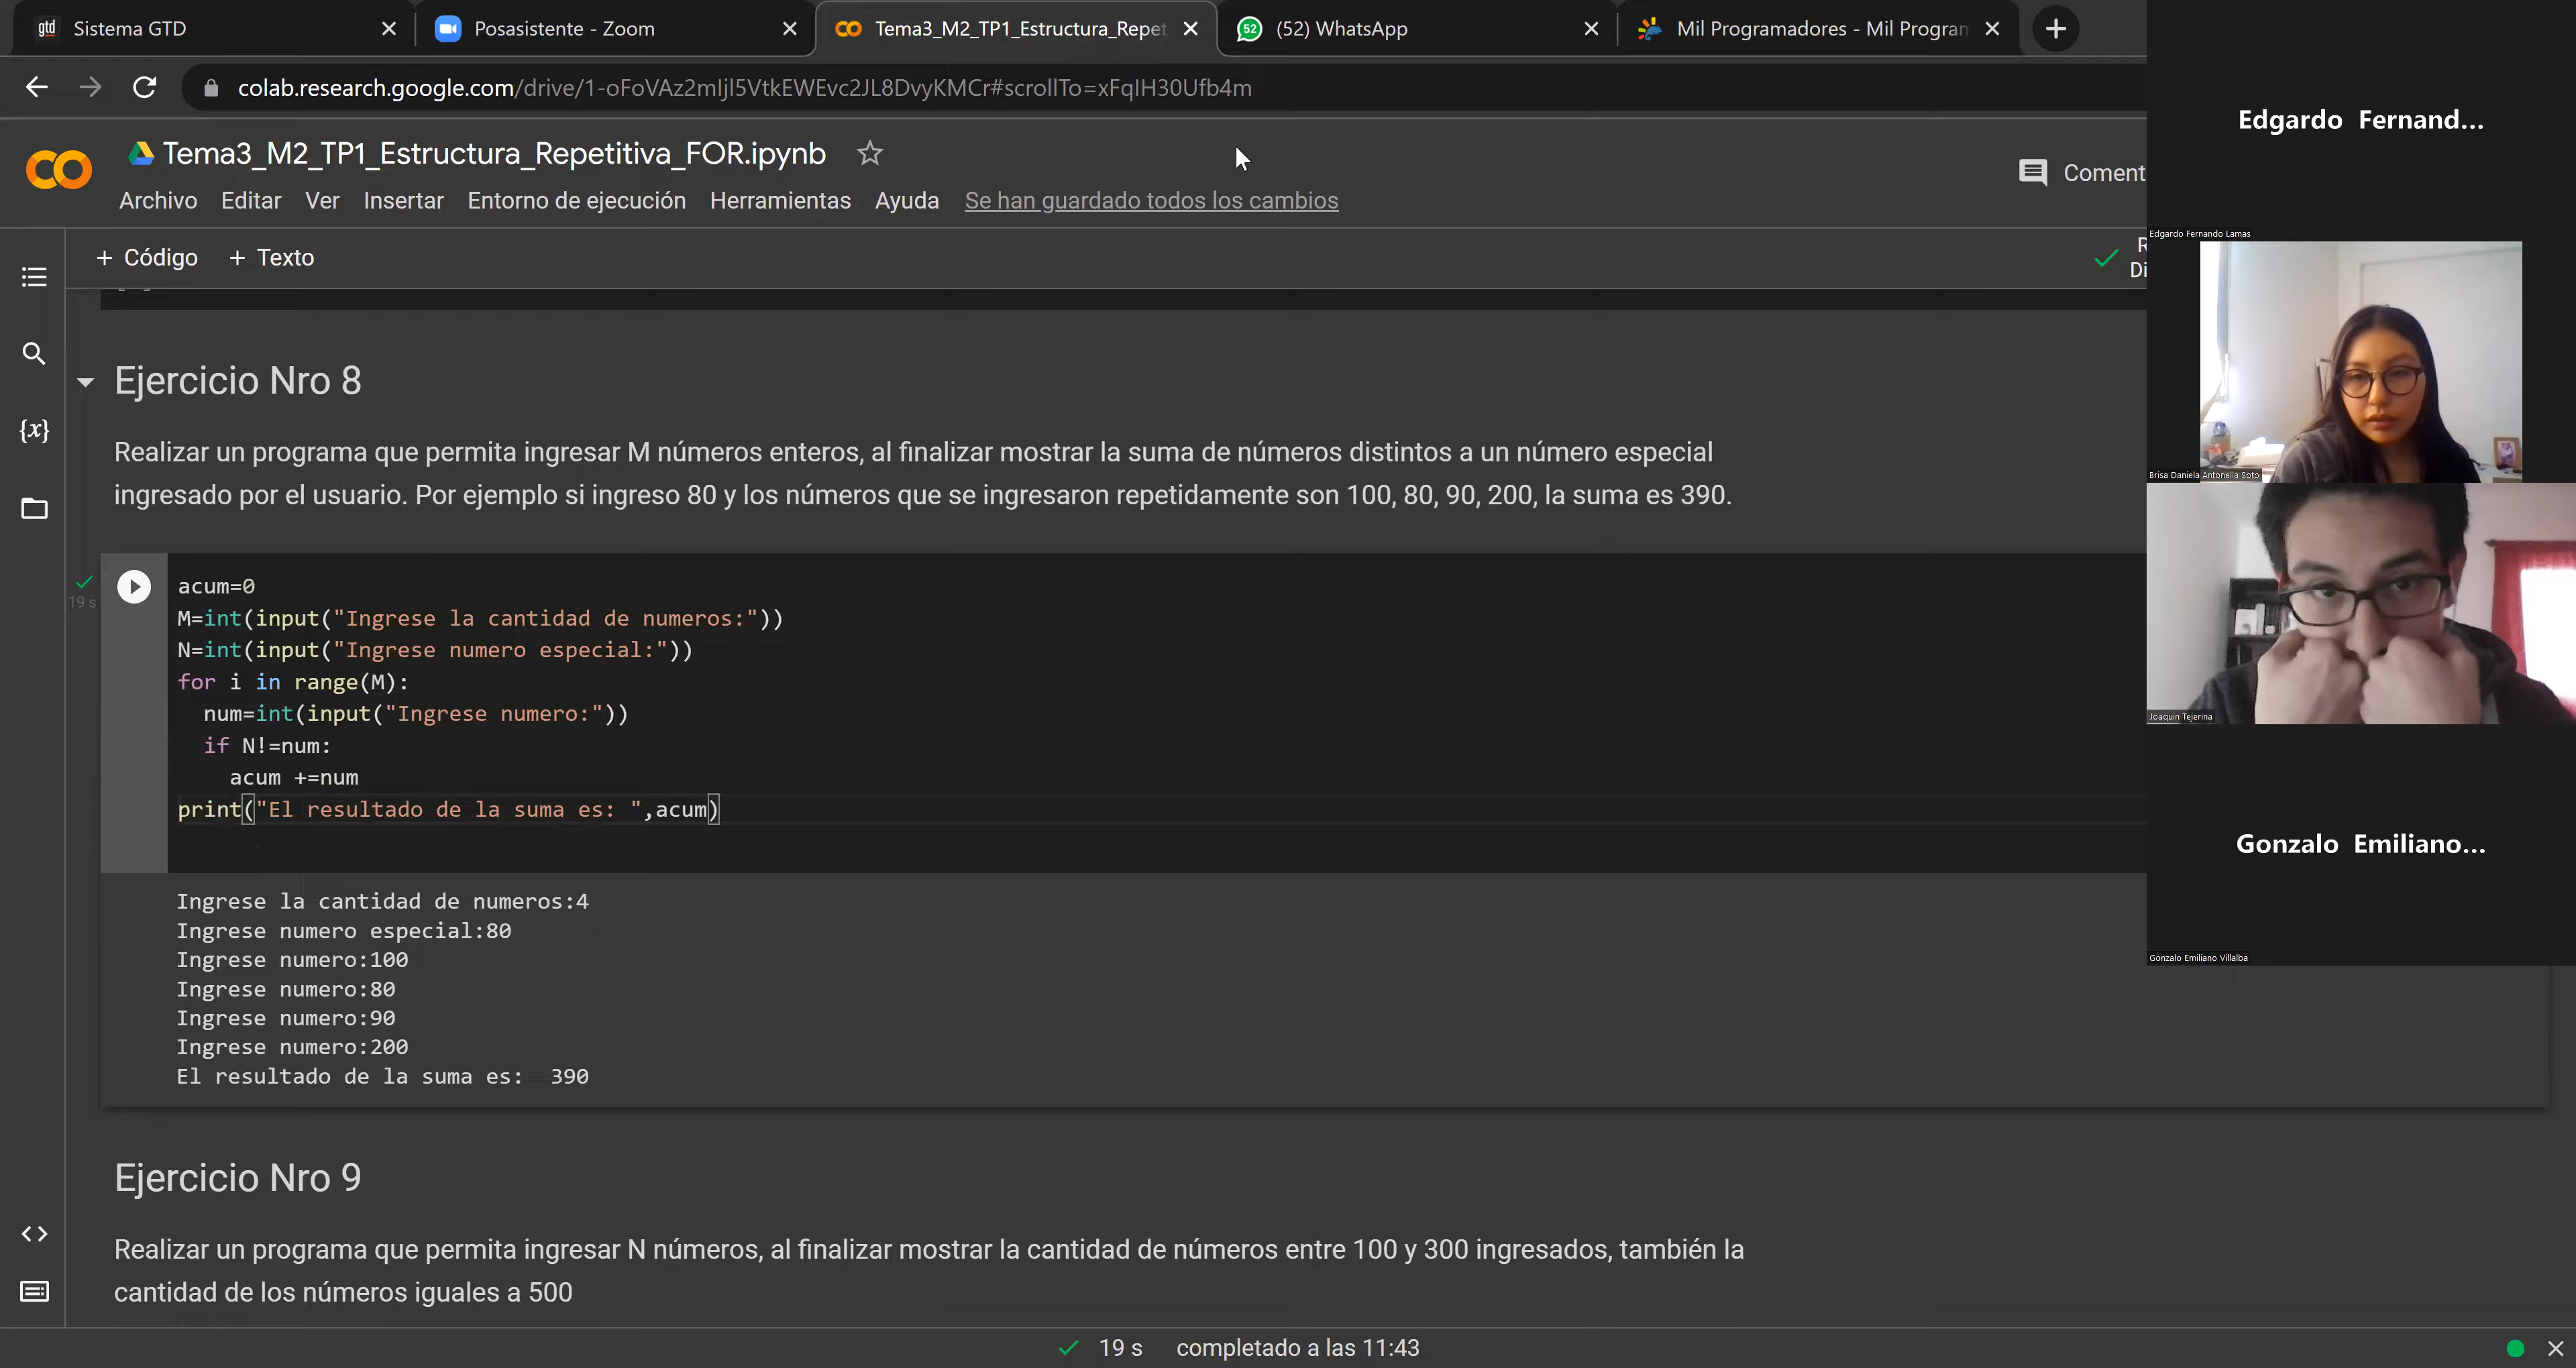 gtd Sistema GTD
Posasistente - Zoom
Tema3_M2_TP1_Estructura_Repet
52 (52) WhatsApp
Mil Programadores - Mil Program
colab.research.google.com/drive/1-oFoVAz2mIjl5VtkEWEvc2JL8DvyKMCr#scrollTo=xFqIH30Ufb4m
Tema3_M2_TP1_Estructura_Repetitiva_FOR.ipynb
Coment
Archivo Editar Ver Insertar Entorno de ejecución Herramientas Ayuda Se han guardado todos los cambios
+ Código + Texto
Di
Ejercicio Nro 8
Realizar un programa que permita ingresar M números enteros, al finalizar mostrar la suma de números distintos a un número especial
ingresado por el usuario. Por ejemplo si ingreso 80 y los números que se ingresaron repetidamente son 100, 80, 90, 200, la suma es 390.
{x}
19 s
acum=0
M=int(input("Ingrese la cantidad de numeros:"))
N=int(input("Ingrese numero especial:"))
for i in range(M):
  num=int(input("Ingrese numero:"))
  if N!=num:
    acum +=num
print("El resultado de la suma es: ",acum)
Ingrese la cantidad de numeros:4
Ingrese numero especial:80
Ingrese numero:100
Ingrese numero:80
Ingrese numero:90
Ingrese numero:200
El resultado de la suma es:  390
Ejercicio Nro 9
Realizar un programa que permita ingresar N números, al finalizar mostrar la cantidad de números entre 100 y 300 ingresados, también la
cantidad de los números iguales a 500
19 s completado a las 11:43
Edgardo Fernand...
Edgardo Fernando Lamas
Brisa Daniela Antonella Soto
Joaquin Tejerina
Gonzalo Emiliano...
Gonzalo Emiliano Villalba